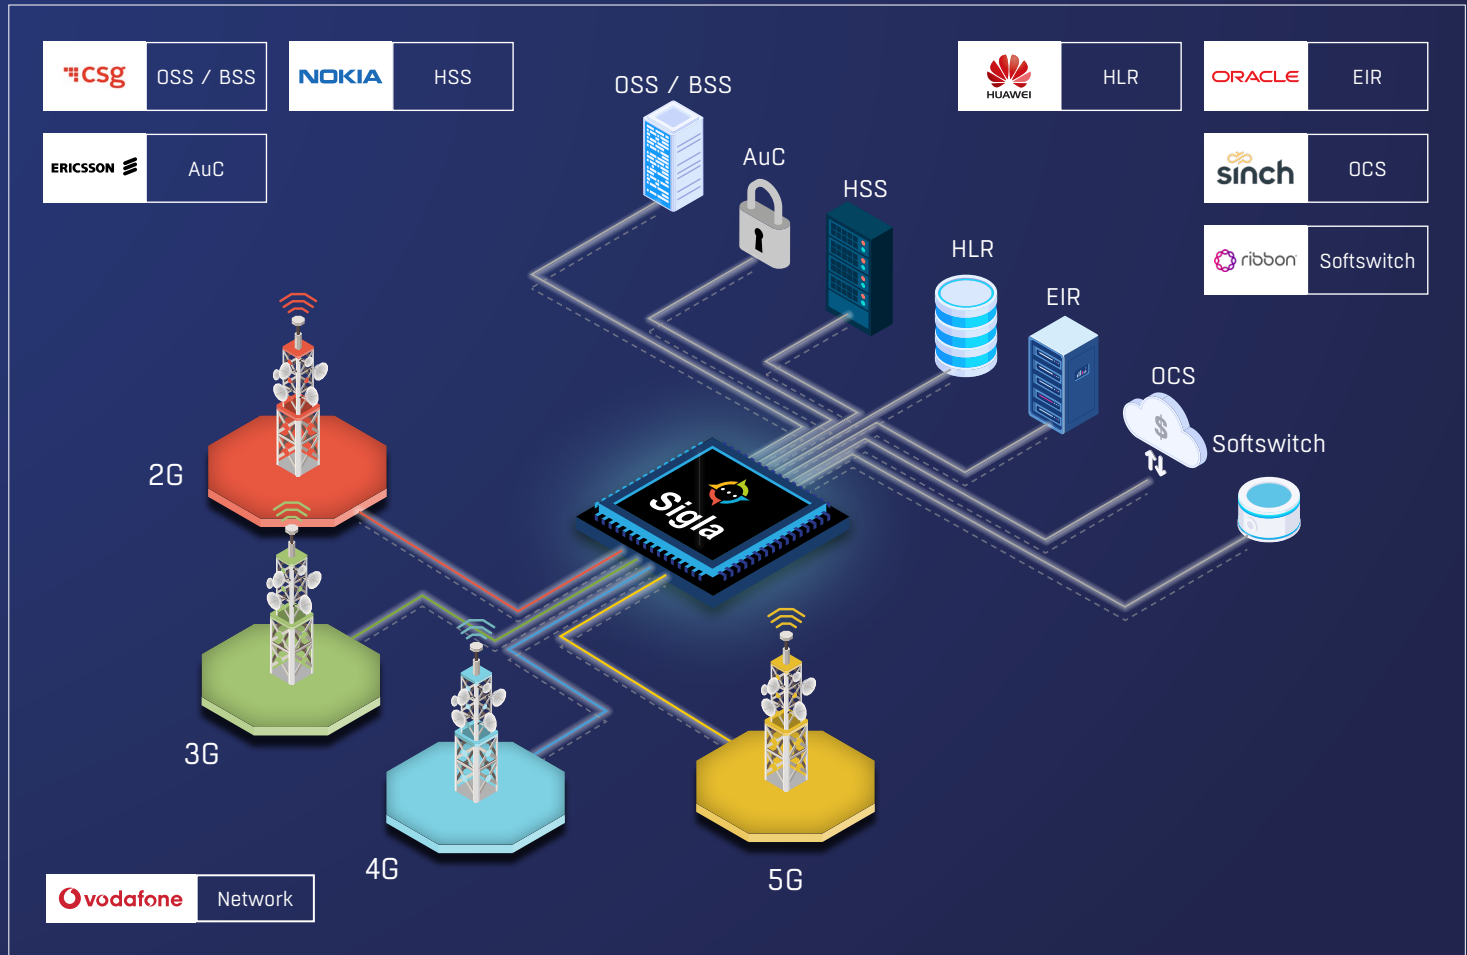 csg
OSS / BSS
NOKIA
HSS
ERICSSON
AuC
HUAWEI
HLR
ORACLE
EIR
sinch
OCS
ribbon
Softswitch
OSS / BSS
AuC
HSS
HLR
EIR
OCS
$
Softswitch
Sigla
2G
3G
4G
5G
vodafone
Network